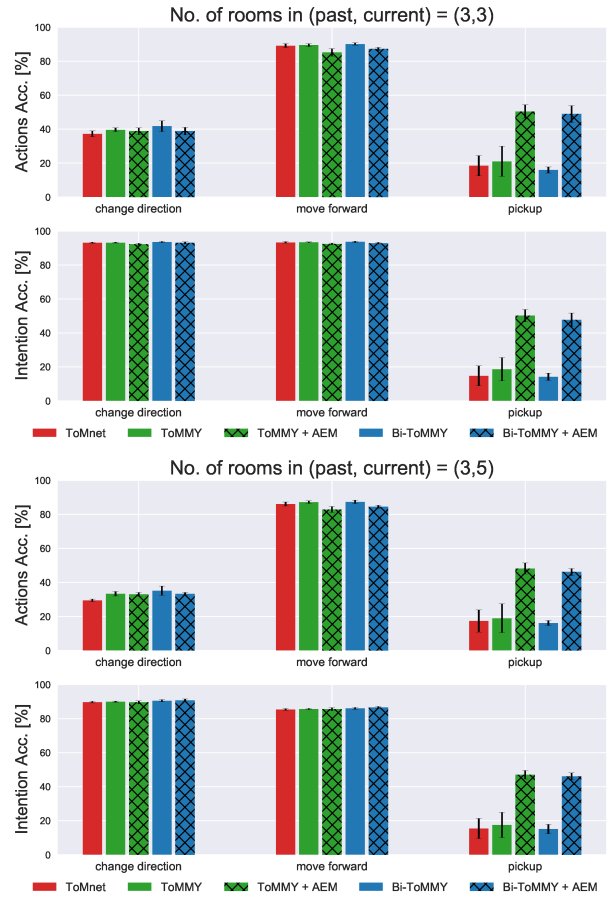 No. of rooms in (past, current) = (3,3)
Actions Acc. [%]
100
80
60
40
20
0
change direction move forward pickup
Intention Acc. [%]
100
80
60
40
20
0
change direction move forward pickup
ToMnet ToMMY ToMMY + AEM Bi-ToMMY Bi-ToMMY + AEM
No. of rooms in (past, current) = (3,5)
Actions Acc. [%]
100
80
60
40
20
0
change direction move forward pickup
Intention Acc. [%]
100
80
60
40
20
0
change direction move forward pickup
ToMnet ToMMY ToMMY + AEM Bi-ToMMY Bi-ToMMY + AEM